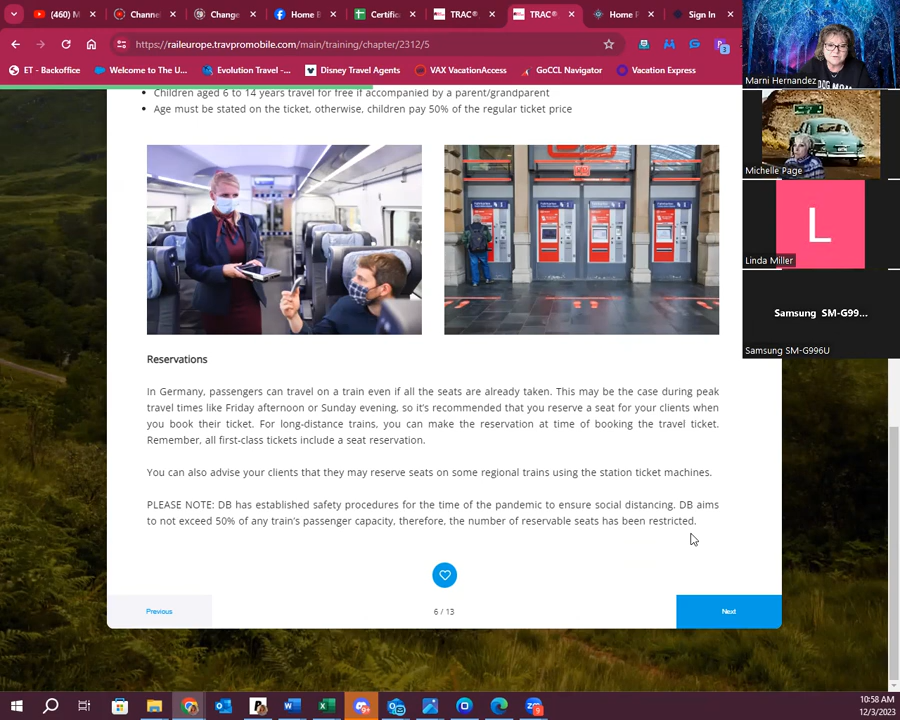 (460) M
Channel
Change
Home E
Certific
TRAC®
TRAC®
Home P
Sign In
https://raileurope.travpromobile.com/main/training/chapter/2312/5
ET - Backoffice
Welcome to The U...
Evolution Travel -...
Disney Travel Agents
VAX VacationAccess
GoCCL Navigator
Vacation Express
Marni Hernandez
Michelle Page
L
Linda Miller
Samsung SM-G99...
Samsung SM-G996U
• Children aged 6 to 14 years travel for free if accompanied by a parent/grandparent
• Age must be stated on the ticket, otherwise, children pay 50% of the regular ticket price
Reservations
In Germany, passengers can travel on a train even if all the seats are already taken. This may be the case during peak
travel times like Friday afternoon or Sunday evening, so it's recommended that you reserve a seat for your clients when
you book their ticket. For long-distance trains, you can make the reservation at time of booking the travel ticket.
Remember, all first-class tickets include a seat reservation.
You can also advise your clients that they may reserve seats on some regional trains using the station ticket machines.
PLEASE NOTE: DB has established safety procedures for the time of the pandemic to ensure social distancing. DB aims
to not exceed 50% of any train's passenger capacity, therefore, the number of reservable seats has been restricted.
Previous
6 / 13
Next
10:58 AM
12/3/2023